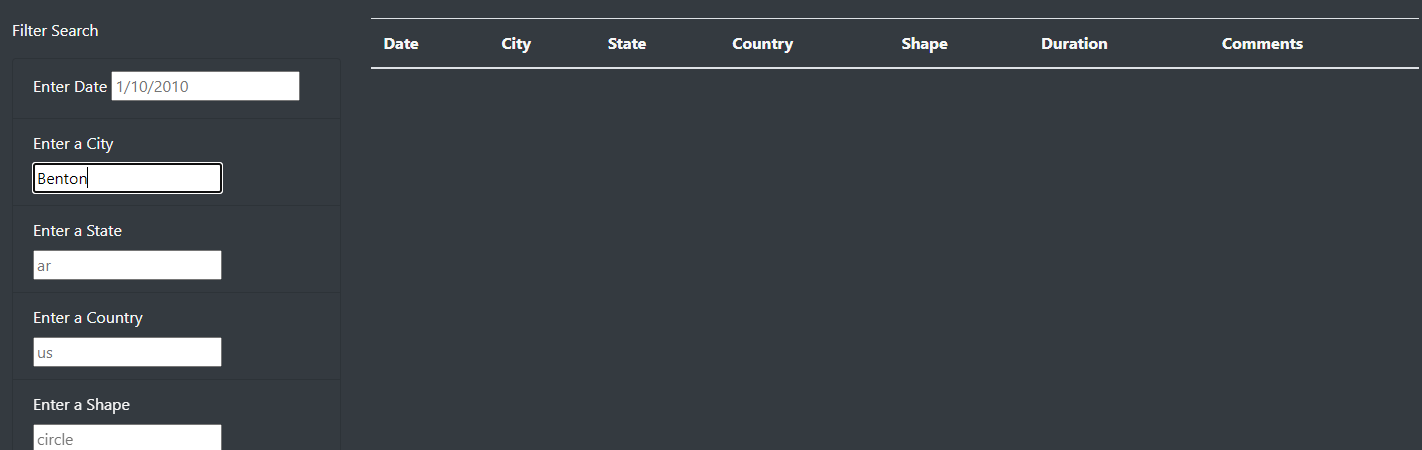 Filter Search
Enter Date 1/10/2010
Enter a City
Benton
Enter a State
ar
Enter a Country
us
Enter a Shape
circle
Date City State Country Shape Duration Comments